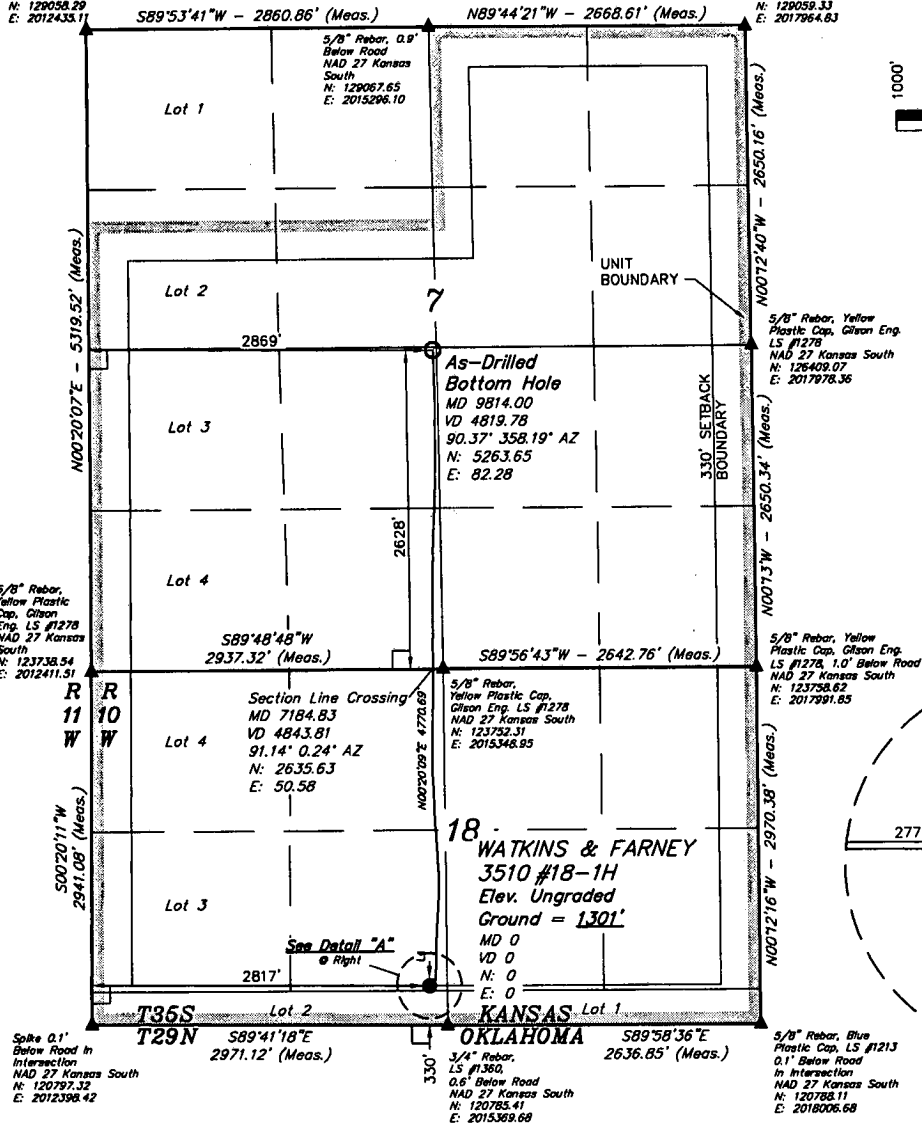 N: 129058.29
E: 2012435.11
S89°53'41"W - 2860.86' (Meas.)
N89°44'21"W - 2668.61' (Meas.)
N: 129059.33
E: 2017964.83
5/8" Rebar, 0.9'
Below Road
NAD 27 Kansas
South
N: 129067.65
E: 2015296.10
1000'
Lot 1
N00°12'40"W - 2650.16' (Meas.)
N00°20'07"E - 5319.52' (Meas.)
UNIT
BOUNDARY
Lot 2
7
5/8" Rebar, Yellow
Plastic Cap, Gilson Eng.
LS #1278
NAD 27 Kansas South
N: 126409.07
E: 2017978.36
2869'
As-Drilled
Bottom Hole
MD 9814.00
VD 4819.78
90.37° 358.19° AZ
N: 5263.65
E: 82.28
330' SETBACK
BOUNDARY
Lot 3
N00°13'W - 2650.34' (Meas.)
2628'
Lot 4
5/8" Rebar,
Yellow Plastic
Cap, Gilson
Eng. LS #1278
NAD 27 Kansas
South
N: 123738.54
E: 2012411.51
S89°48'48"W
2937.32' (Meas.)
S89°56'43"W - 2642.76' (Meas.)
5/8" Rebar, Yellow
Plastic Cap, Gilson Eng.
LS #1278, 1.0' Below Road
NAD 27 Kansas South
N: 123758.62
E: 2017991.85
R R
11 10
W W
Section Line Crossing
MD 7184.83
VD 4843.81
91.14° 0.24° AZ
N: 2635.63
E: 50.58
5/8" Rebar,
Yellow Plastic Cap,
Gilson Eng. LS #1278
NAD 27 Kansas South
N: 123752.31
E: 2015348.95
N00°20'09"E 4770.69
Lot 4
S00°20'11"W
2941.08' (Meas.)
N00°12'16"W - 2970.38' (Meas.)
18
WATKINS & FARNEY
3510 #18-1H
Elev. Ungraded
Ground = 1301'
MD 0
VD 0
N: 0
E: 0
277
Lot 3
See Detail "A"
@ Right
2817'
Lot 2
Lot 1
T35S
T29N
KANSAS
OKLAHOMA
S89°41'18"E
2971.12' (Meas.)
330'
S89°58'36"E
2636.85' (Meas.)
Spike 0.1'
Below Road in
Intersection
NAD 27 Kansas South
N: 120797.32
E: 2012398.42
3/4" Rebar,
LS #1360,
0.6' Below Road
NAD 27 Kansas South
N: 120785.41
E: 2015369.68
5/8" Rebar, Blue
Plastic Cap, LS #1213
0.1' Below Road
in Intersection
NAD 27 Kansas South
N: 120788.11
E: 2018006.68